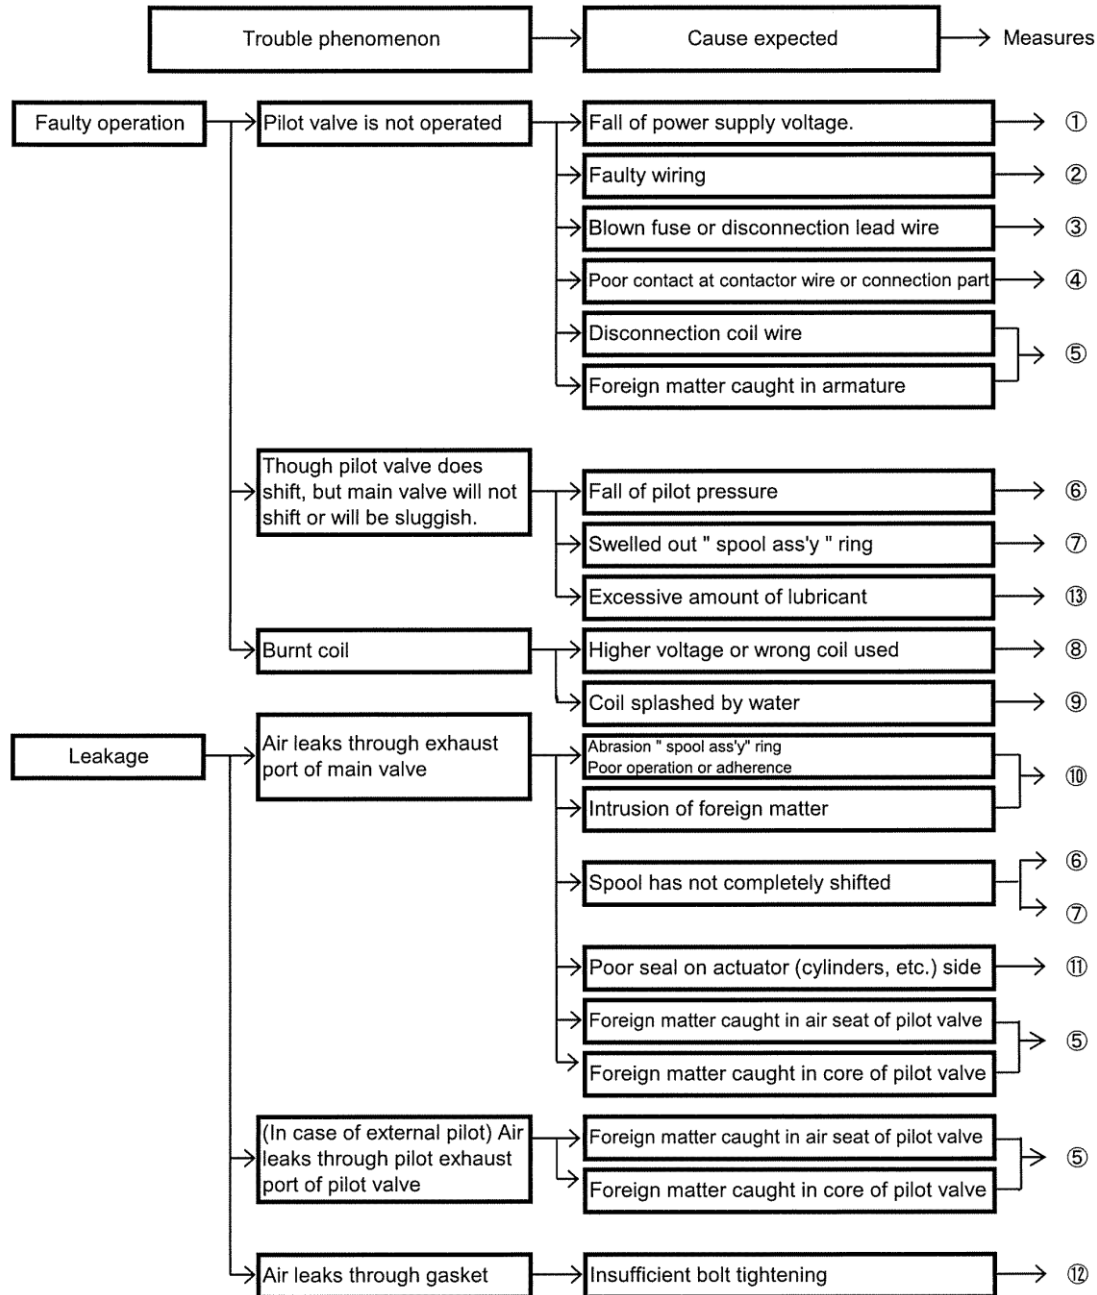 Trouble phenomenon
Cause expected
Measures
Faulty operation
Pilot valve is not operated
Fall of power supply voltage.
①
Faulty wiring
②
Blown fuse or disconnection lead wire
③
Poor contact at contactor wire or connection part
④
Disconnection coil wire
Foreign matter caught in armature
⑤
Though pilot valve does
shift, but main valve will not
shift or will be sluggish.
Fall of pilot pressure
⑥
Swelled out " spool ass'y " ring
⑦
Excessive amount of lubricant
⑬
Burnt coil
Higher voltage or wrong coil used
⑧
Coil splashed by water
⑨
Leakage
Air leaks through exhaust
port of main valve
Abrasion " spool ass'y" ring
Poor operation or adherence
Intrusion of foreign matter
⑩
Spool has not completely shifted
⑥
⑦
Poor seal on actuator (cylinders, etc.) side
⑪
Foreign matter caught in air seat of pilot valve
Foreign matter caught in core of pilot valve
⑤
(In case of external pilot) Air
leaks through pilot exhaust
port of pilot valve
Foreign matter caught in air seat of pilot valve
Foreign matter caught in core of pilot valve
⑤
Air leaks through gasket
Insufficient bolt tightening
⑫